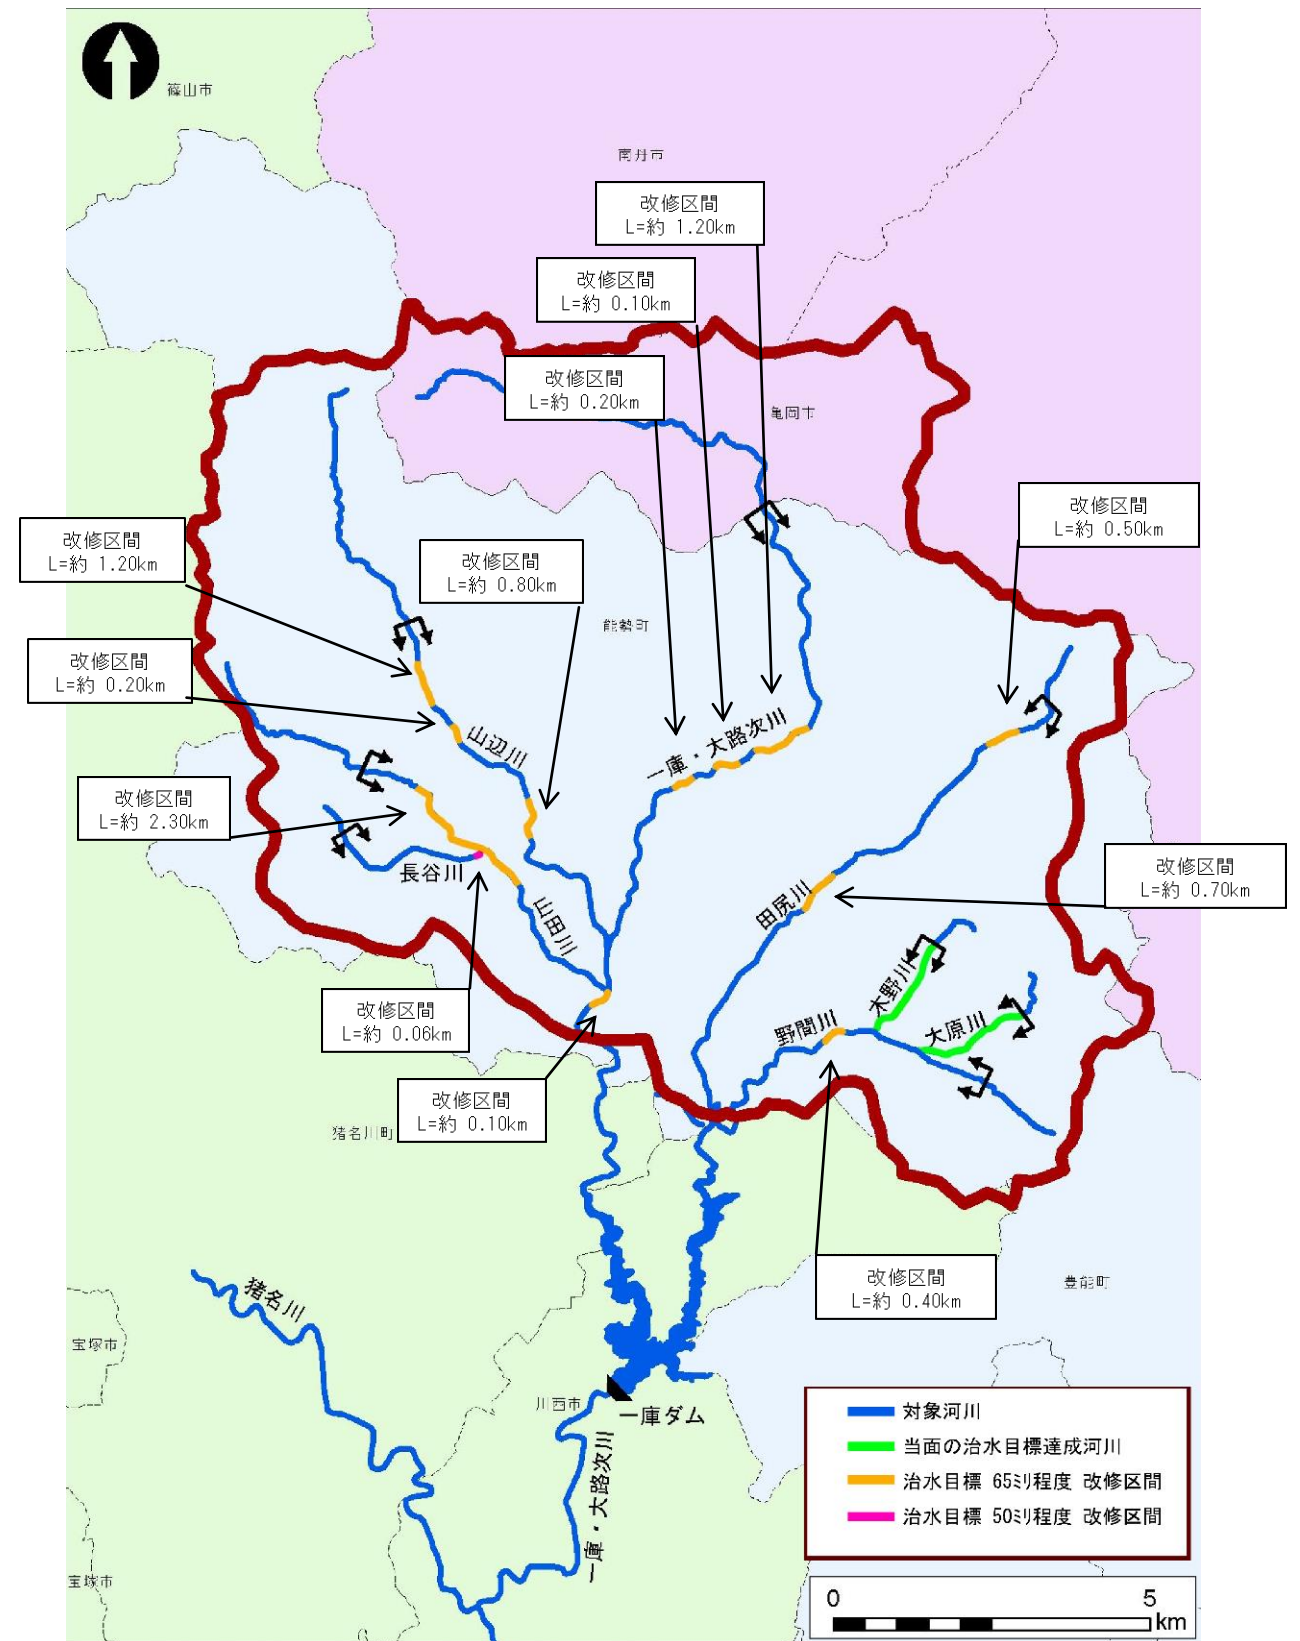 篠山市
南丹市
改修区間
L=約 1.20km
改修区間
L=約 0.10km
改修区間
L=約 0.20km
亀岡市
改修区間
L=約 0.50km
改修区間
L=約 1.20km
改修区間
L=約 0.80km
能勢町
改修区間
L=約 0.20km
山辺川
一庫・大路次川
改修区間
L=約 2.30km
長谷川
山田川
田尻川
改修区間
L=約 0.70km
木野川
大原川
野間川
改修区間
L=約 0.06km
改修区間
L=約 0.10km
猪名川町
改修区間
L=約 0.40km
豊能町
猪名川
宝塚市
川西市
一庫ダム
一庫・大路次川
宝塚市
対象河川
当面の治水目標達成河川
治水目標 65ミリ程度 改修区間
治水目標 50ミリ程度 改修区間
0 5
km